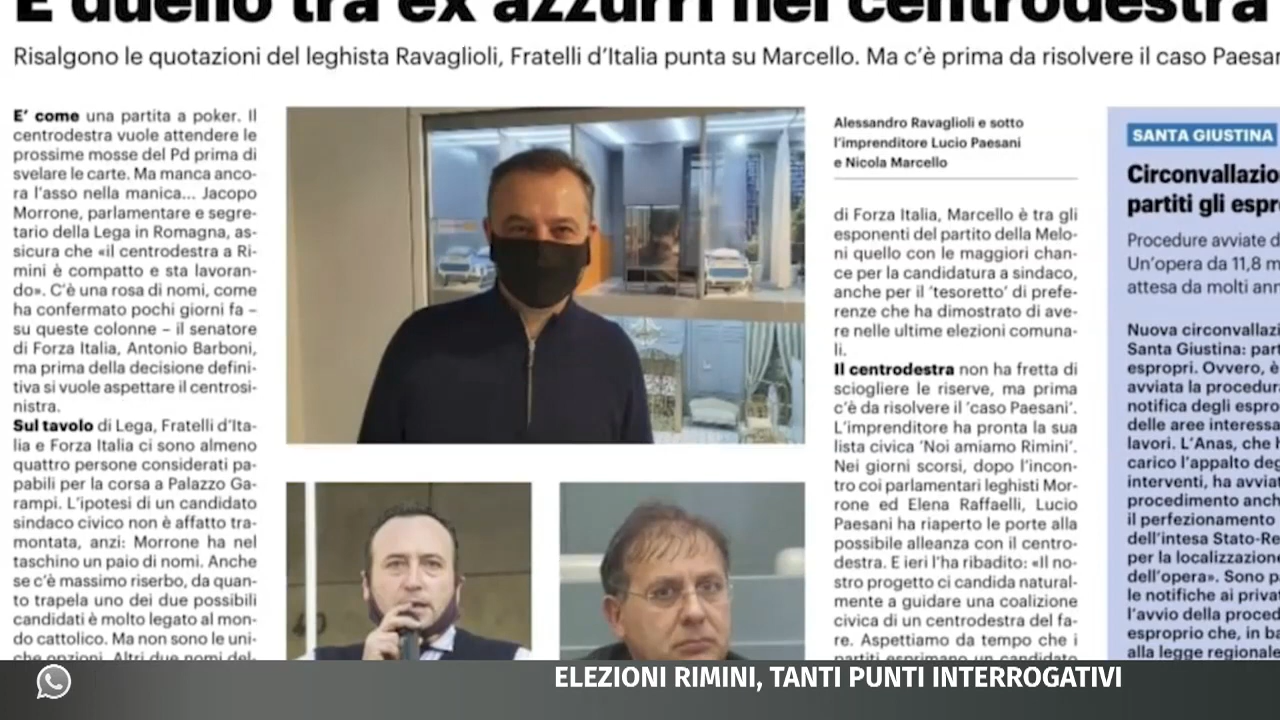 E' duello tra ex azzurri nel centrodestra
Risalgono le quotazioni del leghista Ravaglioli, Fratelli d'Italia punta su Marcello. Ma c'è prima da risolvere il caso
E' come una partita a poker. Il
centrodestra vuole attendere le
prossime mosse del Pd prima di
svelare le carte. Ma manca anco-
ra l'asso nella manica... Jacopo
Morrone, parlamentare e segre-
tario della Lega in Romagna, as-
sicura che «il centrodestra a Ri-
mini è compatto e sta lavoran-
do». C'è una rosa di nomi, come
ha confermato pochi giorni fa –
su queste colonne – il senatore
di Forza Italia, Antonio Barboni,
ma prima della decisione defini-
tiva si vuole aspettare il centrosi-
nistra.
Sul tavolo di Lega, Fratelli d'Ita-
lia e Forza Italia ci sono almeno
quattro persone considerati pa-
pabili per la corsa a Palazzo Ga-
rampi. L'ipotesi di un candidato
sindaco civico non è affatto tra-
montata, anzi: Morrone ha nel
taschino un paio di nomi. Anche
se c'è massimo riserbo, da quan-
to trapela uno dei due possibili
candidati è molto legato al mon-
do cattolico. Ma non sono le uni-
che opzioni. Altri due nomi del-
Alessandro Ravaglioli e sotto
l'imprenditore Lucio Paesani
e Nicola Marcello
di Forza Italia, Marcello è tra gli
esponenti del partito della Melo-
ni quello con le maggiori chan-
ce per la candidatura a sindaco,
anche per il 'tesoretto' di prefe-
renze che ha dimostrato di ave-
re nelle ultime elezioni comuna-
li.
Il centrodestra non ha fretta di
sciogliere le riserve, ma prima
c'è da risolvere il 'caso Paesani'.
L'imprenditore ha pronta la sua
lista civica 'Noi amiamo Rimini'.
Nei giorni scorsi, dopo l'incon-
tro coi parlamentari leghisti Mor-
rone ed Elena Raffaelli, Lucio
Paesani ha riaperto le porte alla
possibile alleanza con il centro-
destra. E ieri l'ha ribadito: «Il no-
stro progetto ci candida natural-
mente a guidare una coalizione
civica di un centrodestra del fa-
re. Aspettiamo da tempo che i
partiti esprimano un candidato
SANTA GIUSTINA
Circonvallazio
partiti gli espr
Procedure avviate d
Un'opera da 11,8 m
attesa da molti ann
Nuova circonvallazi
Santa Giustina: part
espropri. Ovvero, è
avviata la procedura
notifica degli espro
delle aree interessa
lavori. L'Anas, che h
carico l'appalto deg
interventi, ha avviat
procedimento anch
il perfezionamento
dell'intesa Stato-Re
per la localizzazione
dell'opera». Sono p
le notifiche ai privat
l'avvio della proced
esproprio che, in ba
alla legge regionale
ELEZIONI RIMINI, TANTI PUNTI INTERROGATIVI